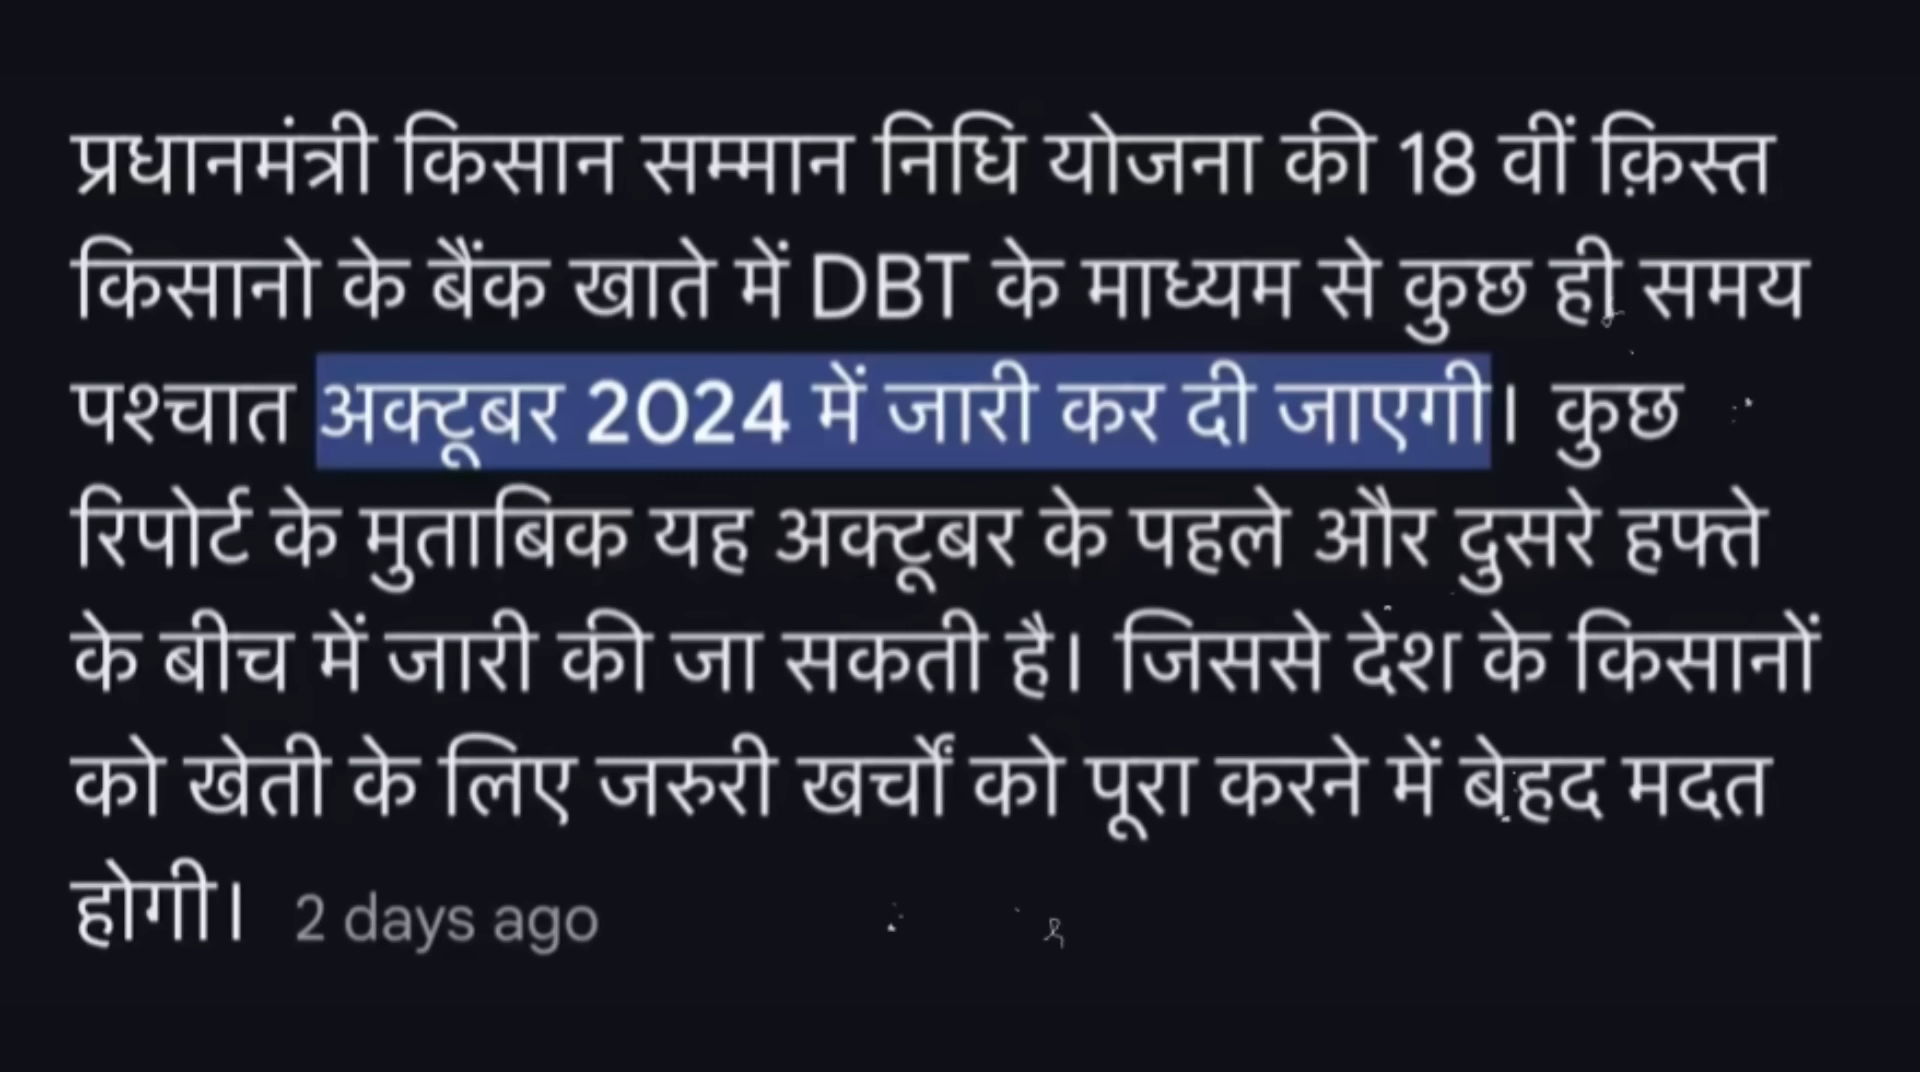 प्रधानमंत्री किसान सम्मान निधि योजना की 18 वीं क़िस्त
किसानो के बैंक खाते में DBT के माध्यम से कुछ ही समय
पश्चात अक्टूबर 2024 में जारी कर दी जाएगी। कुछ
रिपोर्ट के मुताबिक यह अक्टूबर के पहले और दुसरे हफ्ते
के बीच में जारी की जा सकती है। जिससे देश के किसानों
को खेती के लिए जरुरी खर्चों को पूरा करने में बेहद मदत
होगी। 2 days ago